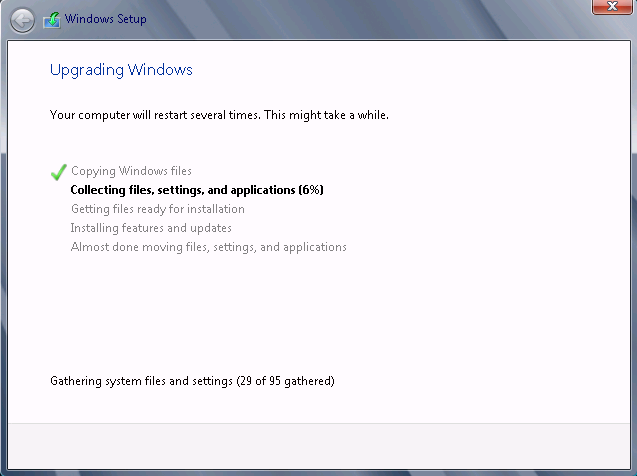 Windows Setup
Upgrading Windows
Your computer will restart several times. This might take a while.
Copying Windows files
Collecting files, settings, and applications (6%)
Getting files ready for installation
Installing features and updates
Almost done moving files, settings, and applications
Gathering system files and settings (29 of 95 gathered)